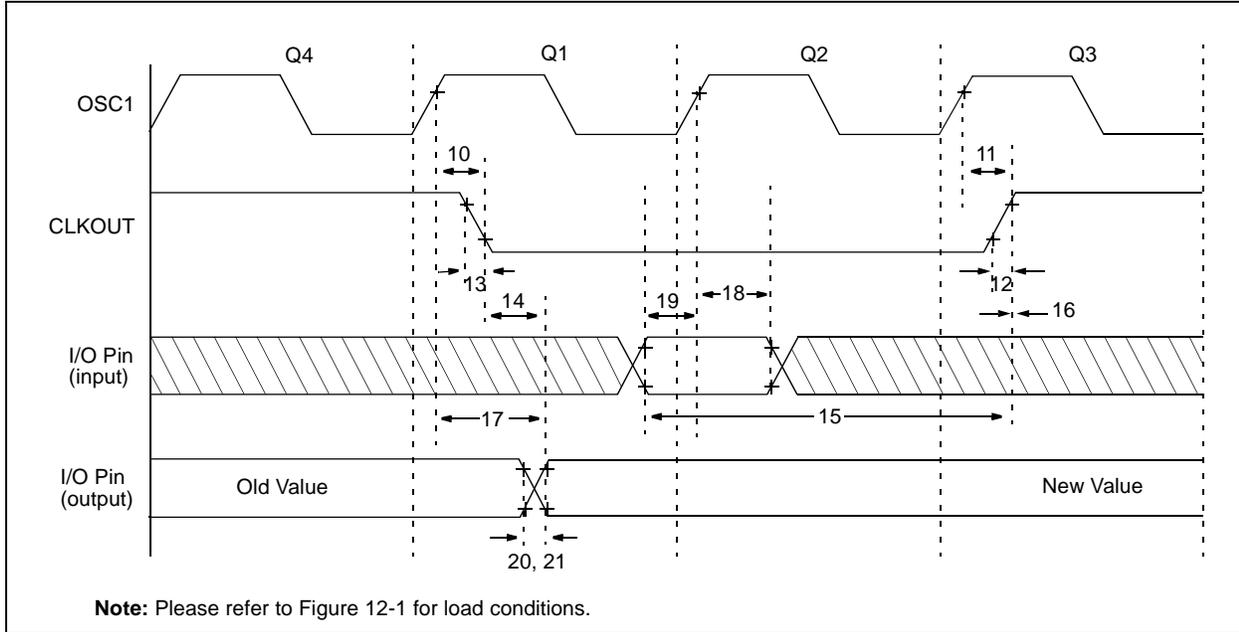 Q4 Q1 Q2 Q3
OSC1
10 11
CLKOUT
13 12
14 19 18 16
I/O Pin
(input)
17 15
I/O Pin
(output)
Old Value New Value
20, 21
Note: Please refer to Figure 12-1 for load conditions.